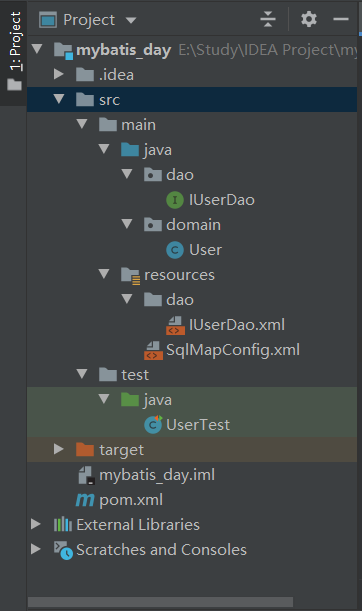 1: Project
Project
mybatis_day E:\Study\IDEA Project\my
.idea
src
main
java
dao
IUserDao
domain
User
resources
dao
IUserDao.xml
SqlMapConfig.xml
test
java
UserTest
target
mybatis_day.iml
pom.xml
External Libraries
Scratches and Consoles